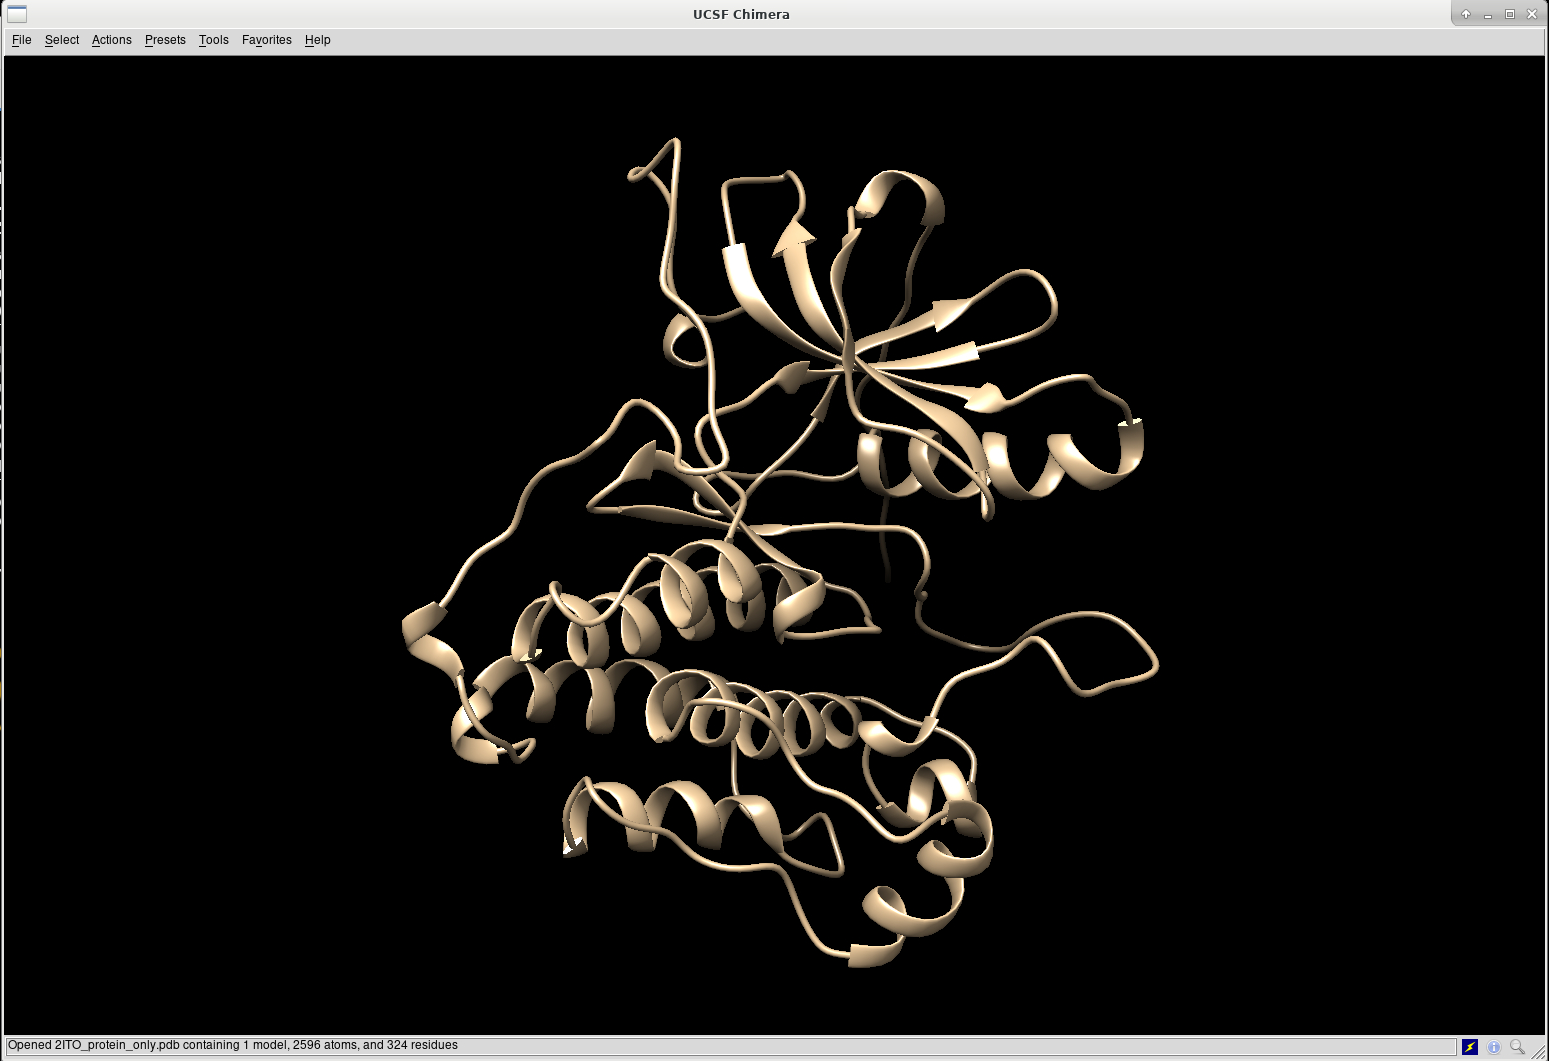 UCSF Chimera
File Select Actions Presets Tools Favorites Help
Opened 2ITO_protein_only.pdb containing 1 model, 2596 atoms, and 324 residues